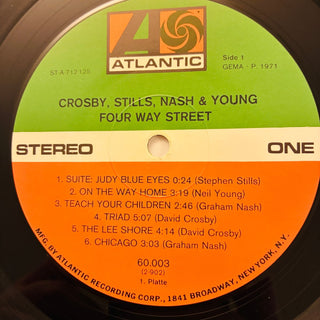 ATLANTIC
ST A 712 125
Side 1
GEMA - P. 1971
CROSBY, STILLS, NASH & YOUNG
FOUR WAY STREET
STEREO ONE
1. SUITE: JUDY BLUE EYES 0:24 (Stephen Stills)
2. ON THE WAY HOME 3:19 (Neil Young)
3. TEACH YOUR CHILDREN 2:46 (Graham Nash)
4. TRIAD 5:07 (David Crosby)
5. THE LEE SHORE 4:14 (David Crosby)
6. CHICAGO 3:03 (Graham Nash)
60.003
(2-902)
1. Platte
MFG. BY ATLANTIC RECORDING CORP., 1841 BROADWAY, NEW YORK, N.Y.